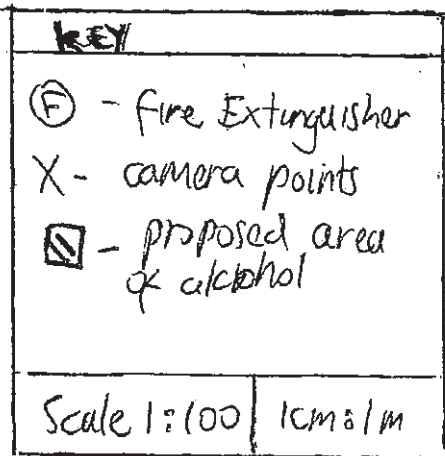 KEY
F - fire Extinguisher
X - camera points
- proposed area
of alcohol
Scale 1:100 1cm:1m